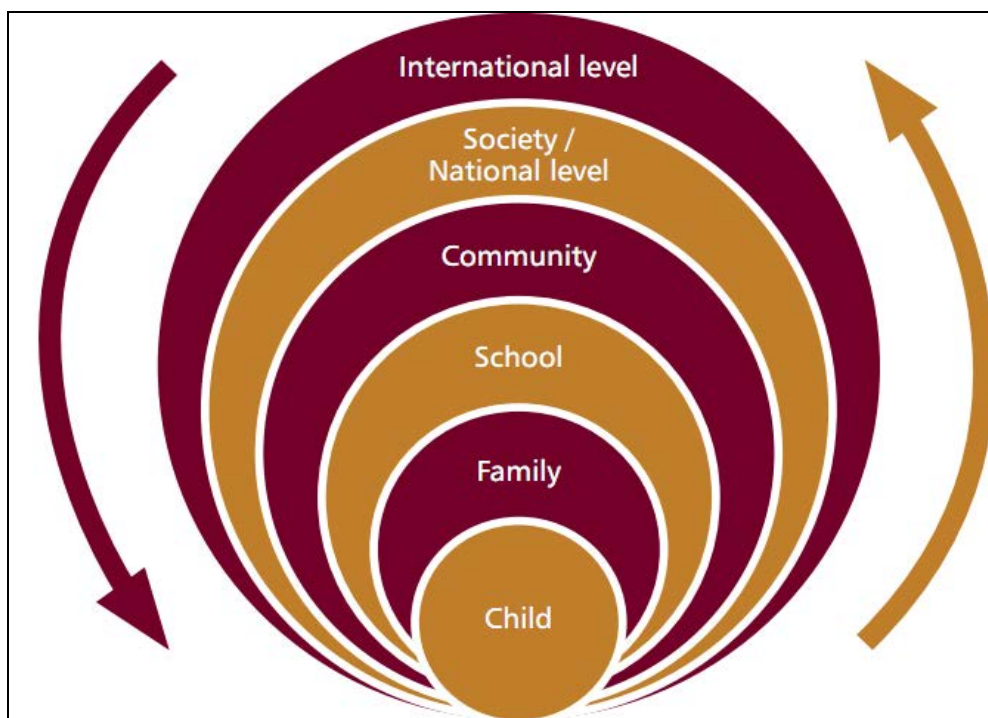 International level
Society /
National level
Community
School
Family
Child